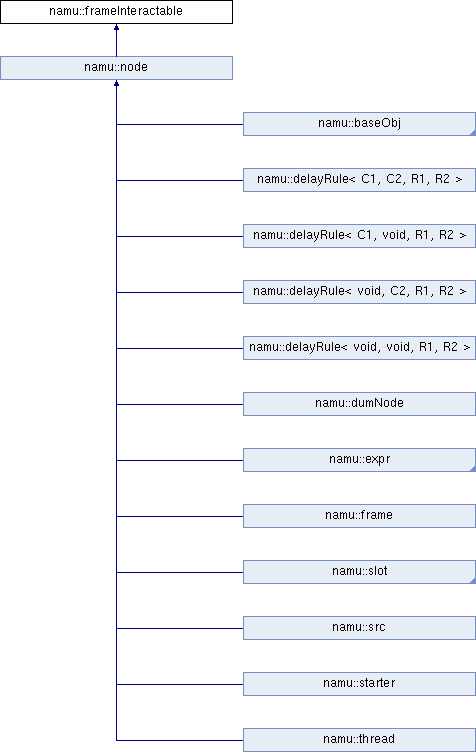 namu::frameInteractable
namu::node
namu::baseObj
namu::delayRule< C1, C2, R1, R2 >
namu::delayRule< C1, void, R1, R2 >
namu::delayRule< void, C2, R1, R2 >
namu::delayRule< void, void, R1, R2 >
namu::dumNode
namu::expr
namu::frame
namu::slot
namu::src
namu::starter
namu::thread